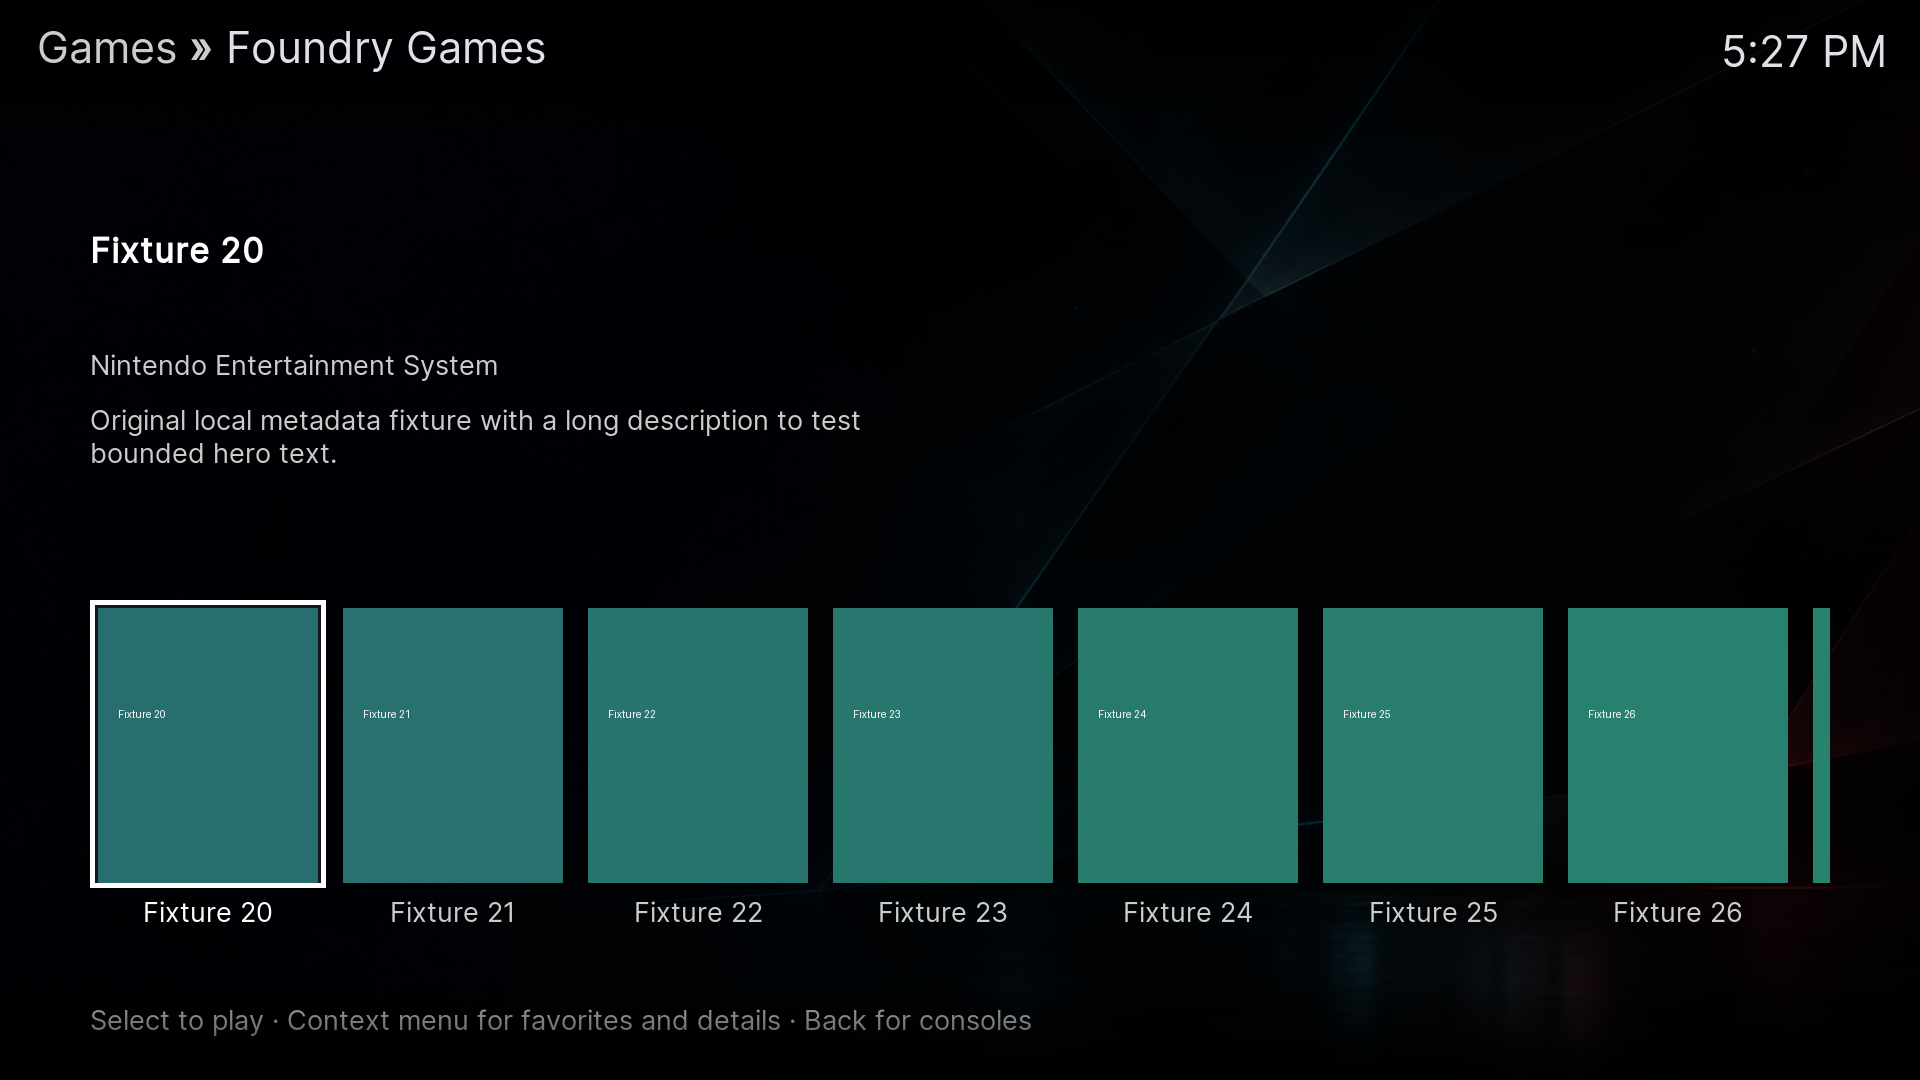 Games » Foundry Games
5:27 PM
Fixture 20
Nintendo Entertainment System
Original local metadata fixture with a long description to test
bounded hero text.
Fixture 20
Fixture 21
Fixture 22
Fixture 23
Fixture 24
Fixture 25
Fixture 26
Fixture 20
Fixture 21
Fixture 22
Fixture 23
Fixture 24
Fixture 25
Fixture 26
Select to play · Context menu for favorites and details · Back for consoles